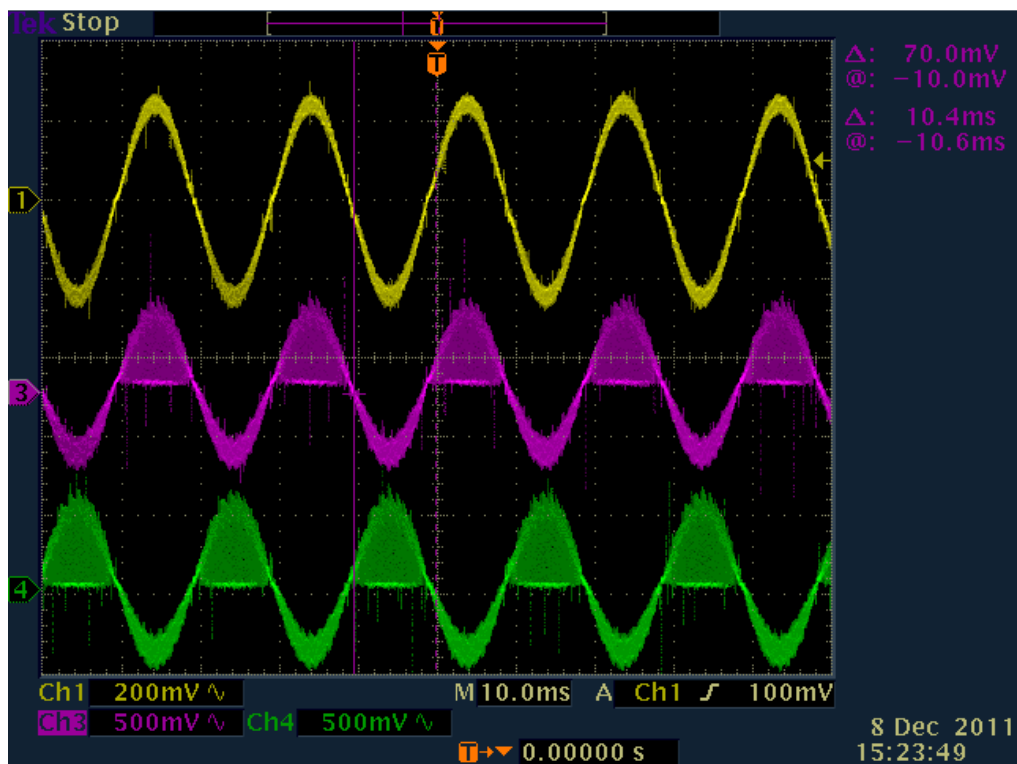 Tek Stop
T
T
Δ: 70.0mV
@: −10.0mV
Δ: 10.4ms
@: −10.6ms
1
3
4
Ch1 200mV ∿ M 10.0ms A Ch1 ƒ 100mV
Ch3 500mV ∿ Ch4 500mV ∿
T→▼ 0.00000 s
8 Dec 2011
15:23:49